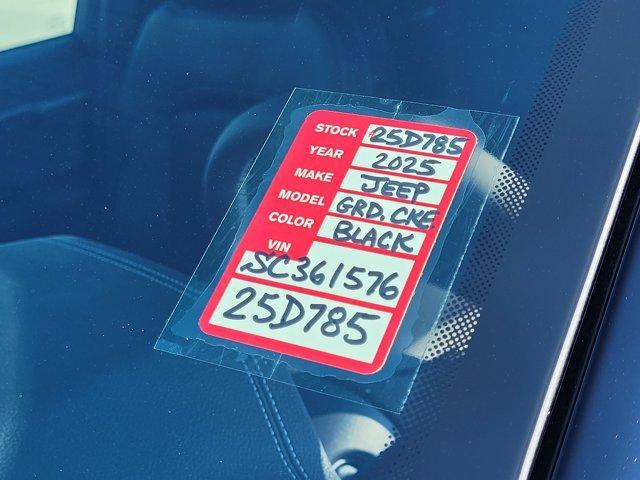 STOCK 25D785
YEAR 2025
MAKE JEEP
MODEL GRD. CKE
COLOR BLACK
VIN
SC361576
25D785